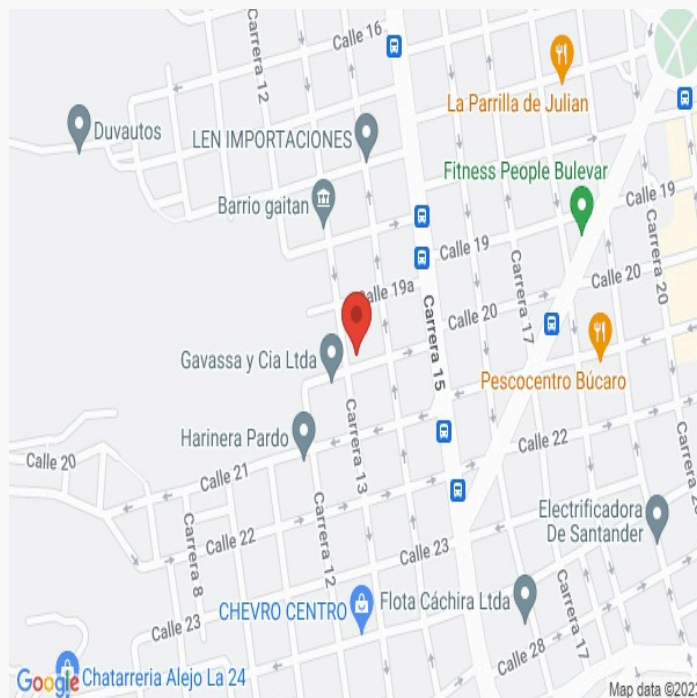 Calle 16
Carrera 12
La Parrilla de Julian
Duvautos
LEN IMPORTACIONES
Fitness People Bulevar
Barrio gaitan
Calle 19
Carrera 20
Calle 19
Carrera 17
Calle 19a
Calle 20
Carrera 15
Calle 20
Gavassa y Cia Ltda
Pescocentro Búcaro
Harinera Pardo
Carrera 13
Calle 22
Calle 20
Calle 21
Carrera 12
Electrificadora
De Santander
Carrera 8
Calle 22
Calle 23
Flota Cáchira Ltda
CHEVRO CENTRO
Carrera 17
Calle 28
Calle 23
Google
Chatarreria Alejo La 24
Map data ©202